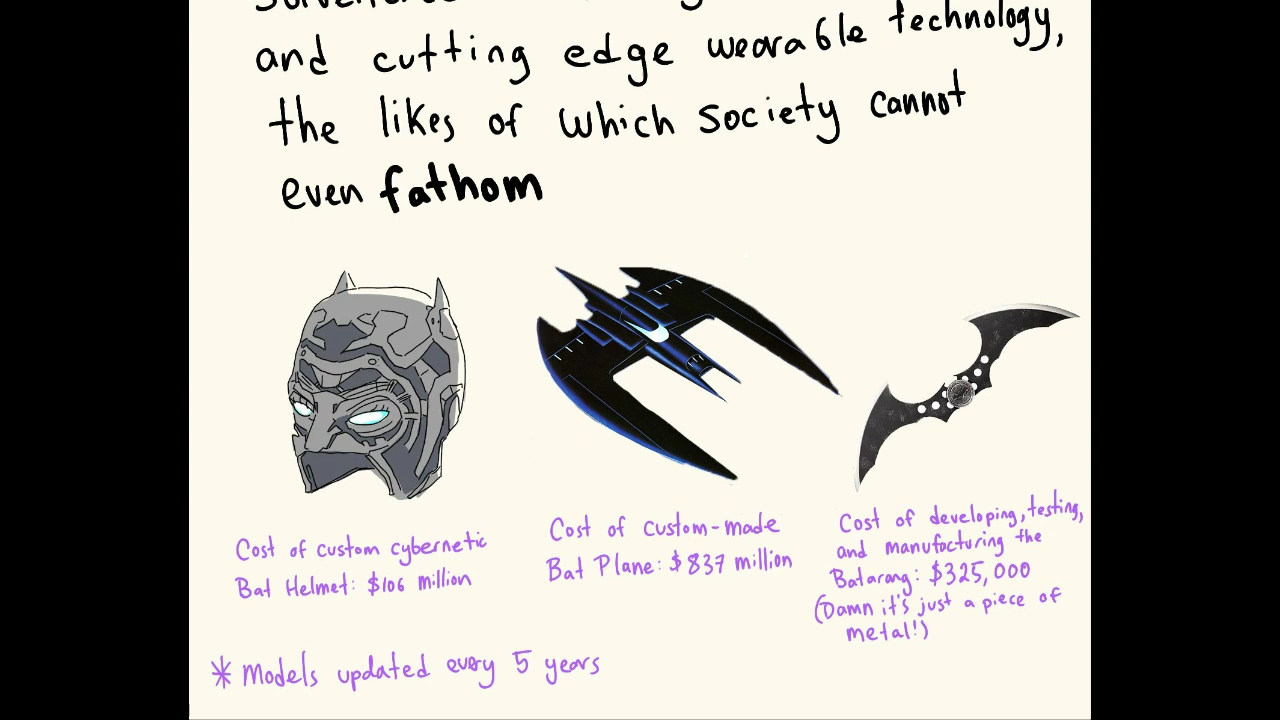 and cutting edge wearable technology,
the likes of which society cannot
even fathom
Cost of custom cybernetic
Bat Helmet: $106 million
Cost of custom-made
Bat Plane: $837 million
Cost of developing, testing,
and manufacturing the
Batarang: $325,000
(Damn it's just a piece of
metal!)
* Models updated every 5 years